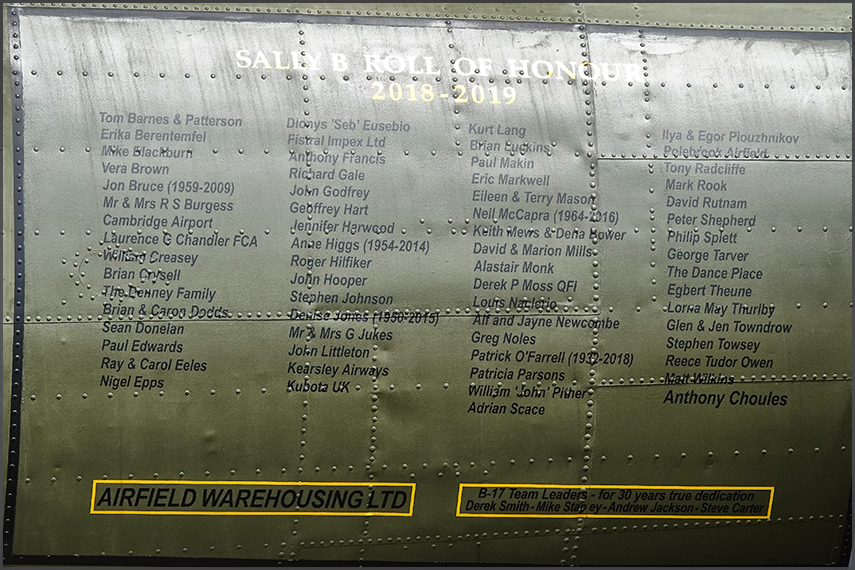 SALLY B ROLL OF HONOUR
2018-2019
Tom Barnes & Patterson
Erika Berentemfel
Mike Blackburn
Vera Brown
Jon Bruce (1959-2009)
Mr & Mrs R S Burgess
Cambridge Airport
Laurence G Chandler FCA
William Creasey
Brian Crysell
The Denney Family
Brian & Caron Dodds
Sean Donelan
Paul Edwards
Ray & Carol Eeles
Nigel Epps
Dionys 'Seb' Eusebio
Fistral Impex Ltd
Anthony Francis
Richard Gale
John Godfrey
Geoffrey Hart
Jennifer Harwood
Anne Higgs (1954-2014)
Roger Hilfiker
John Hooper
Stephen Johnson
Denise Jones (1950-2015)
Mr & Mrs G Jukes
John Littleton
Kearsley Airways
Kubota UK
Kurt Lang
Brian Luckins
Paul Makin
Eric Markwell
Eileen & Terry Mason
Neil McCapra (1964-2016)
Keith Mews & Dena Bower
David & Marion Mills
Alastair Monk
Derek P Moss QFI
Louis Naclerio
Alf and Jayne Newcombe
Greg Noles
Patrick O'Farrell (1932-2018)
Patricia Parsons
William 'John' Pither
Adrian Scace
Ilya & Egor Piouzhnikov
Polebrook Airfield
Tony Radcliffe
Mark Rook
David Rutnam
Peter Shepherd
Philip Splett
George Tarver
The Dance Place
Egbert Theune
Lorna May Thurlby
Glen & Jen Towndrow
Stephen Towsey
Reece Tudor Owen
Matt Wilkins
Anthony Choules
AIRFIELD WAREHOUSING LTD
B-17 Team Leaders - for 30 years true dedication
Derek Smith - Mike Stapley - Andrew Jackson - Steve Carter